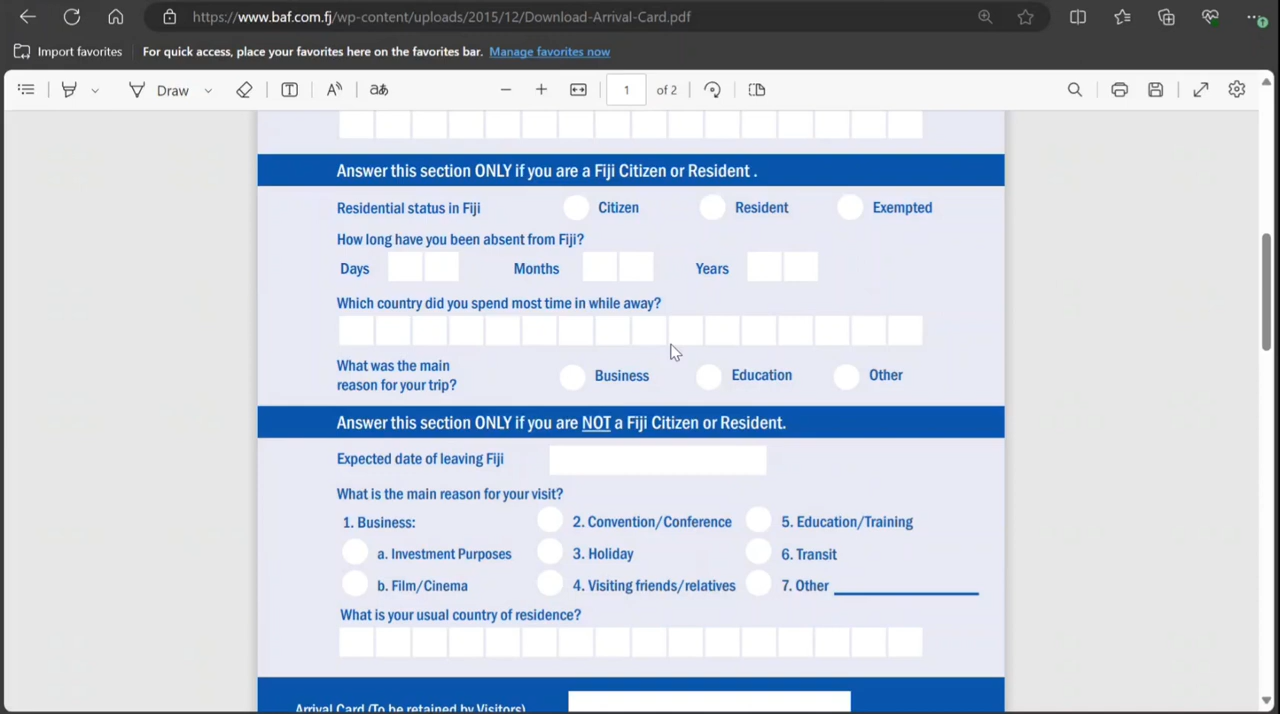 https://www.baf.com.fj/wp-content/uploads/2015/12/Download-Arrival-Card.pdf
Import favorites For quick access, place your favorites here on the favorites bar. Manage favorites now
Draw 1 of 2
Answer this section ONLY if you are a Fiji Citizen or Resident .
Residential status in Fiji Citizen Resident Exempted
How long have you been absent from Fiji?
Days Months Years
Which country did you spend most time in while away?
What was the main
reason for your trip? Business Education Other
Answer this section ONLY if you are NOT a Fiji Citizen or Resident.
Expected date of leaving Fiji
What is the main reason for your visit?
1. Business: 2. Convention/Conference 5. Education/Training
a. Investment Purposes 3. Holiday 6. Transit
b. Film/Cinema 4. Visiting friends/relatives 7. Other
What is your usual country of residence?
Arrival Card (To be retained by Visitors)